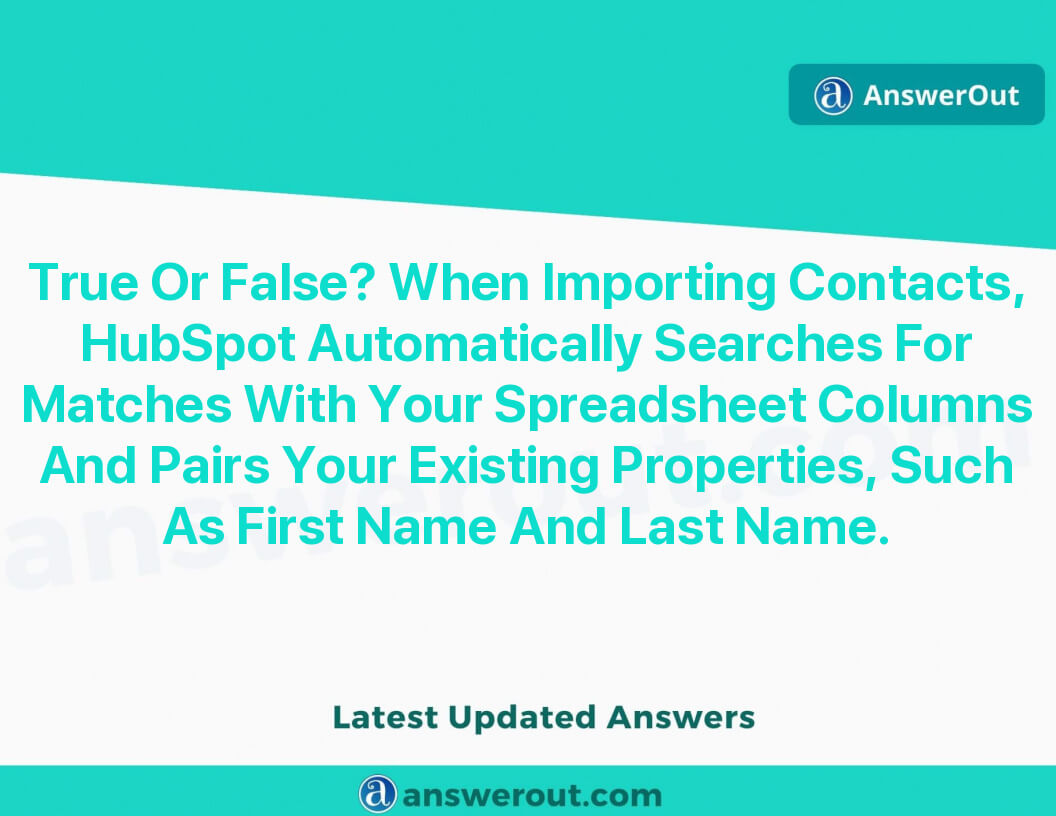 AnswerOut
True Or False? When Importing Contacts,
HubSpot Automatically Searches For
Matches With Your Spreadsheet Columns
And Pairs Your Existing Properties, Such
As First Name And Last Name.
answerout.com
Latest Updated Answers
answerout.com